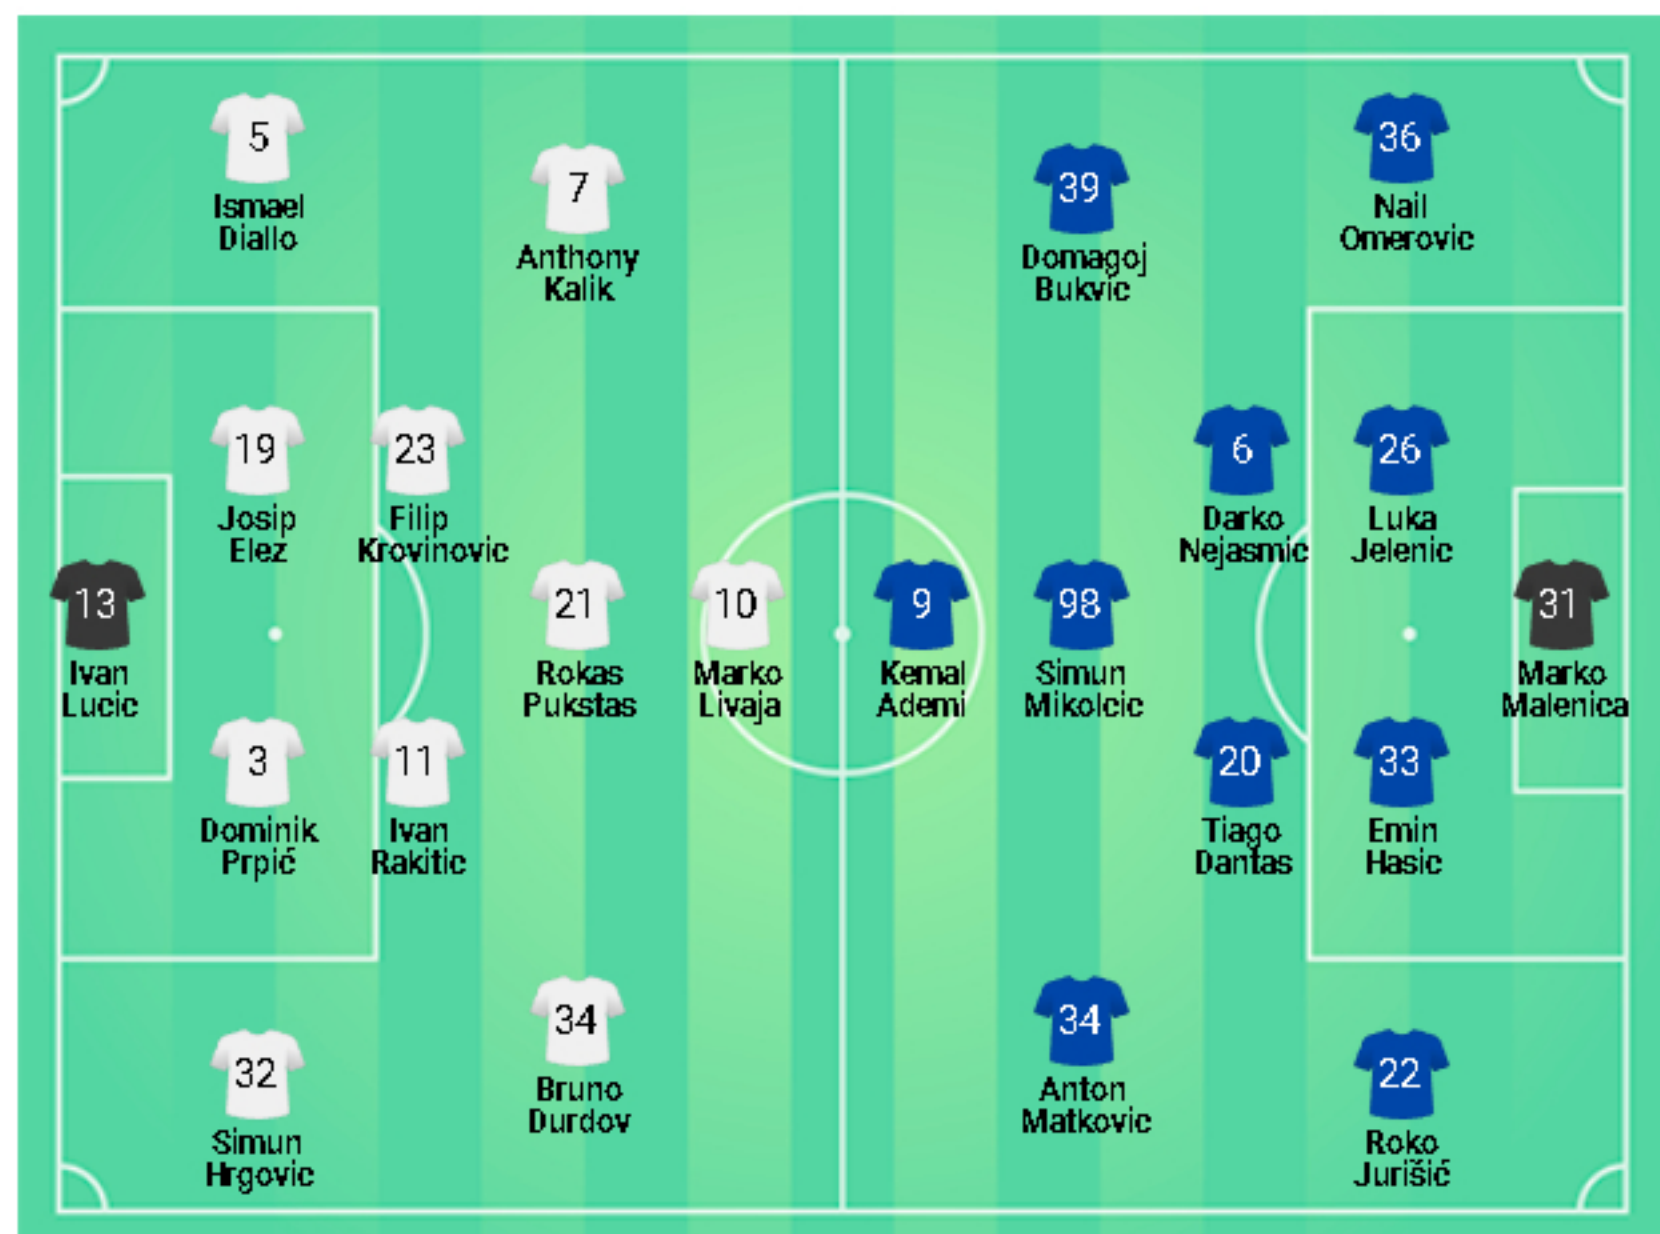 5
Ismael
Diallo
7
Anthony
Kalik
39
Domagoj
Bukvic
36
Nail
Omerovic
19
Josip
Elez
23
Filip
Krovinovic
6
Darko
Nejasmic
26
Luka
Jelenic
13
Ivan
Lucic
21
Rokas
Pukstas
10
Marko
Livaja
9
Kemal
Ademi
98
Simun
Mikolcic
31
Marko
Malenica
3
Dominik
Prpić
11
Ivan
Rakitic
20
Tiago
Dantas
33
Emin
Hasic
32
Simun
Hrgovic
34
Bruno
Durdov
34
Anton
Matkovic
22
Roko
Jurišić